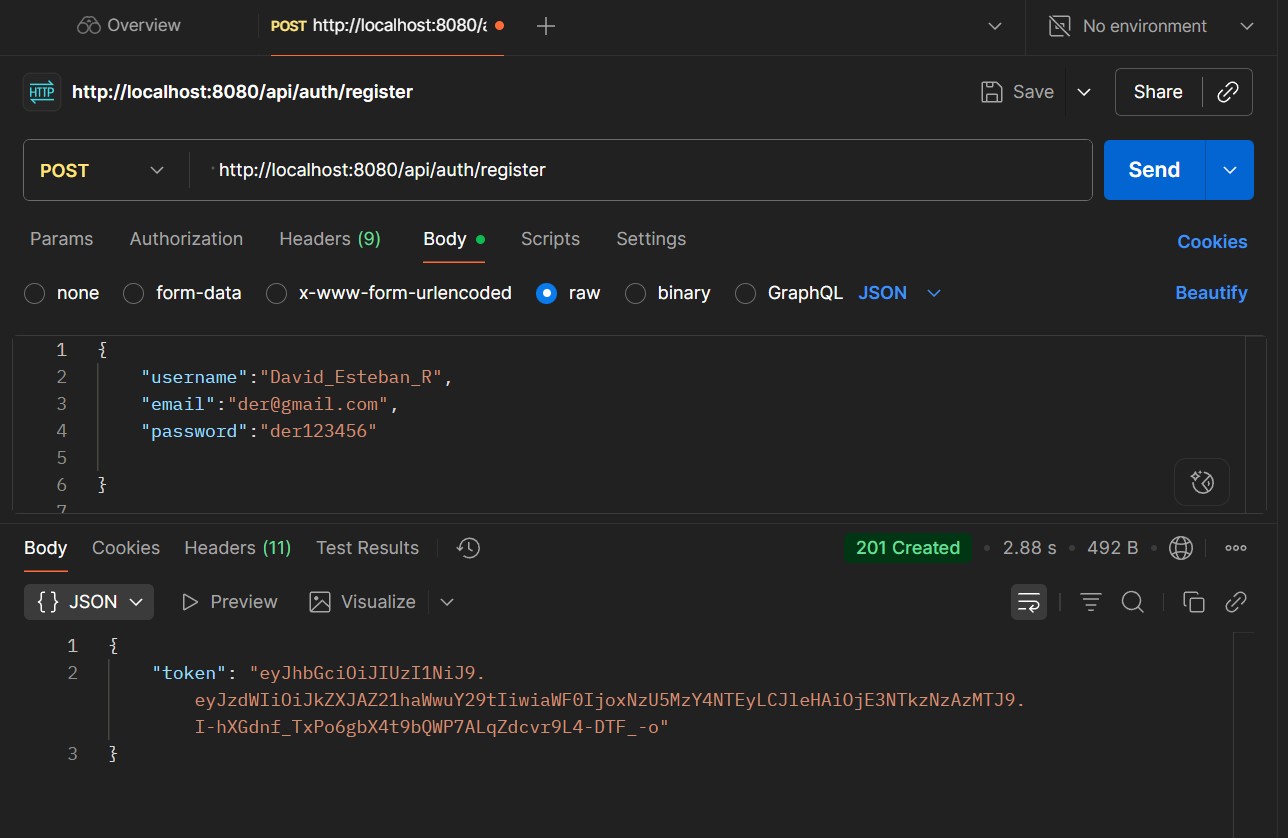 Overview
POST http://localhost:8080/a
No environment
HTTP http://localhost:8080/api/auth/register
Save
Share
POST
http://localhost:8080/api/auth/register
Send
Params Authorization Headers (9) Body Scripts Settings
Cookies
none form-data x-www-form-urlencoded raw binary GraphQL JSON
Beautify
1 {
2 "username":"David_Esteban_R",
3 "email":"der@gmail.com",
4 "password":"der123456"
5
6 }
7
Body Cookies Headers (11) Test Results
201 Created 2.88 s 492 B
{} JSON Preview Visualize
1 {
2 "token": "eyJhbGciOiJIUzI1NiJ9.
eyJzdWIiOiJkZXJAZ21haWwuY29tIiwiaWF0IjoxNzU5MzY4NTEyLCJleHAiOjE3NTkzNzAzMTJ9.
I-hXGdnf_TxPo6gbX4t9bQWP7ALqZdcvr9L4-DTF_-o"
3 }